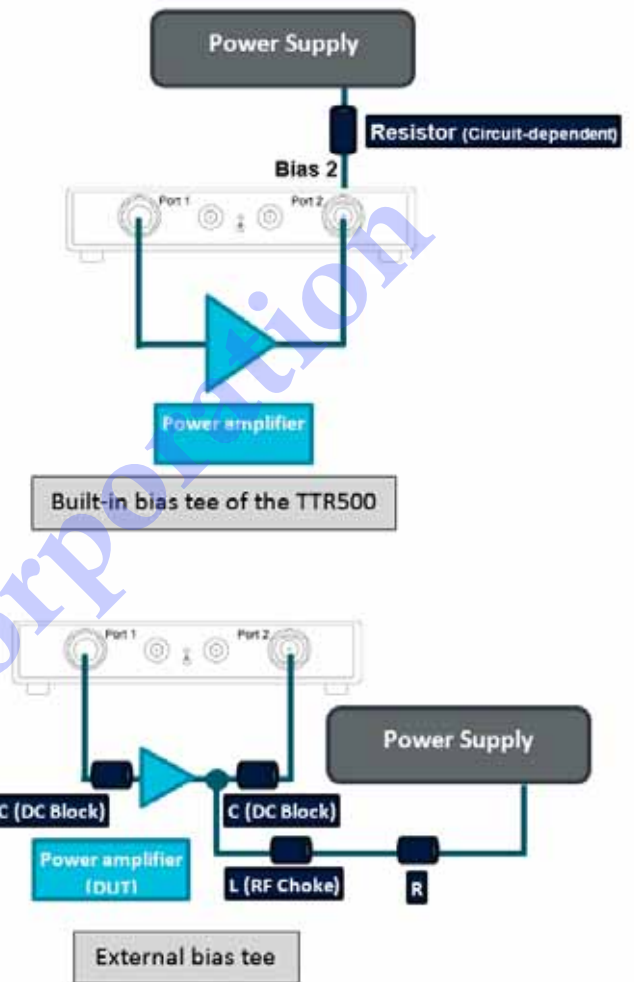 Power Supply
Resistor (Circuit-dependent)
Bias 2
Port 1
Port 2
Power amplifier
Built-in bias tee of the TTR500
Port 1
Port 2
Power Supply
C (DC Block)
C (DC Block)
Power amplifier
(DUT)
L (RF Choke)
R
External bias tee
orporation